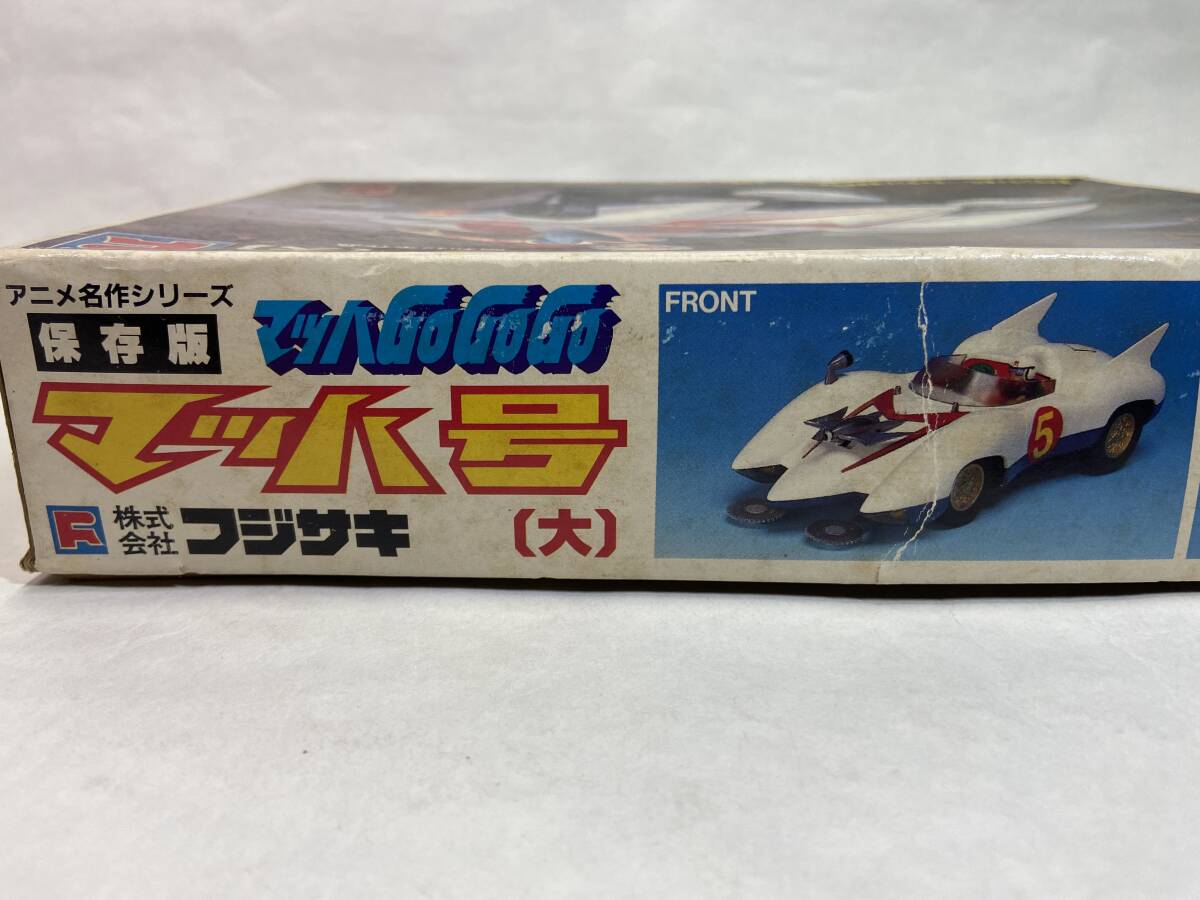 アニメ名作シリーズ
保存版
マッハGoGoGo
マッハ号
株式会社 フジサキ
〔大〕
FRONT
5